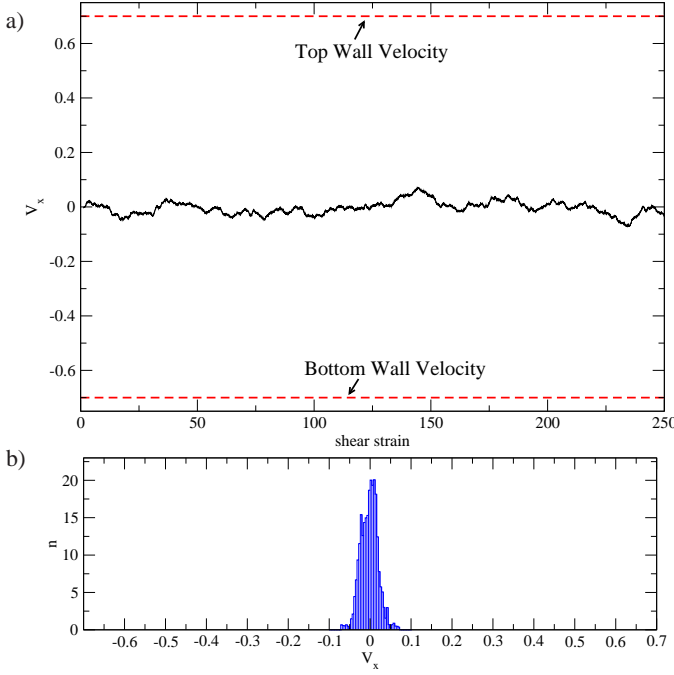 a)
0.6
Top Wall Velocity
0.4
0.2
V_x
0
-0.2
-0.4
-0.6
Bottom Wall Velocity
0 50 100 150 200 250
shear strain
b)
20
15
n
10
5
0
-0.6 -0.5 -0.4 -0.3 -0.2 -0.1 0 0.1 0.2 0.3 0.4 0.5 0.6 0.7
V_x